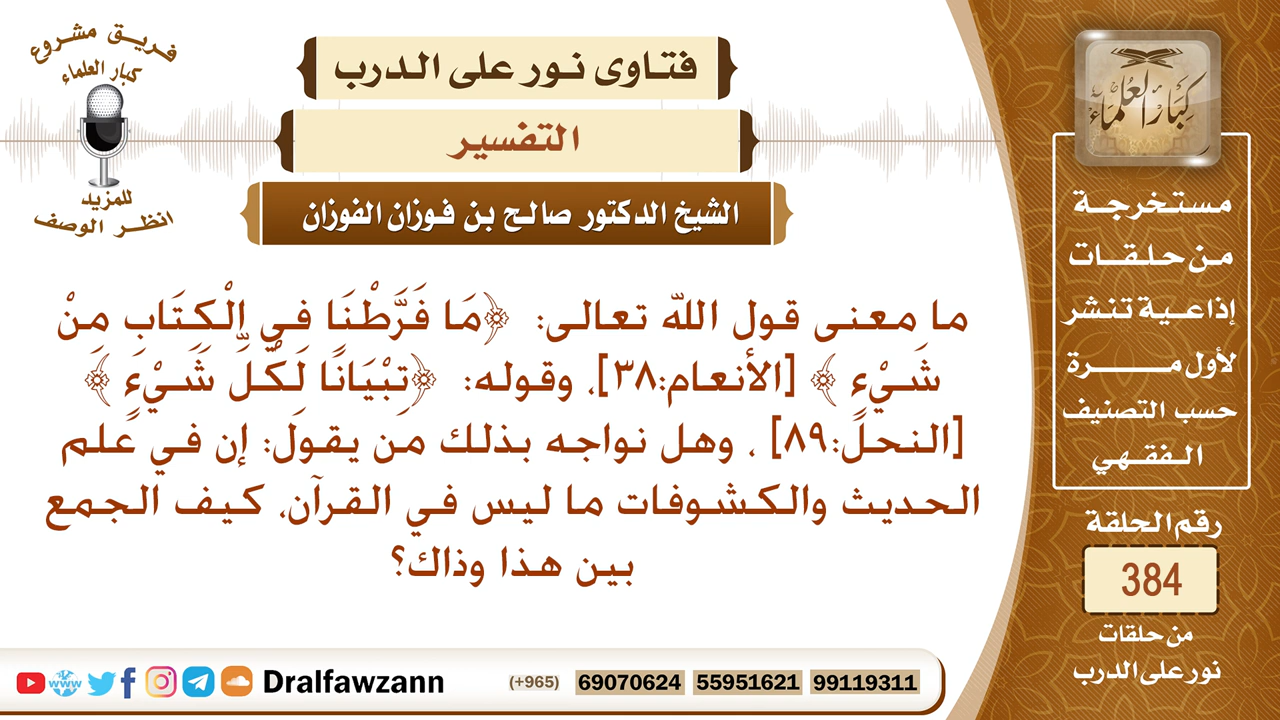 فريق مشروع
كبار العلماء
للمزيد
انظر الوصف
فتاوى نور على الدرب
التفسير
الشيخ الدكتور صالح بن فوزان الفوزان
ما معنى قول الله تعالى: ﴿مَا فَرَّطْنَا فِي الْكِتَابِ مِنْ
شَيْءٍ ﴾ [الأنعام:٣٨]، وقوله: ﴿تِبْيَانًا لِكُلِّ شَيْءٍ ﴾
[النحل:٨٩] ، وهل نواجه بذلك من يقول: إن في علم
الحديث والكشوفات ما ليس في القرآن، كيف الجمع
بين هذا وذاك؟
كبار العلماء
مستخرجة
من حلقات
إذاعية تنشر
لأول مرة
حسب التصنيف
الفقهي
رقم الحلقة
384
من حلقات
نور على الدرب
www Dralfawzann (+965) 69070624 55951621 99119311